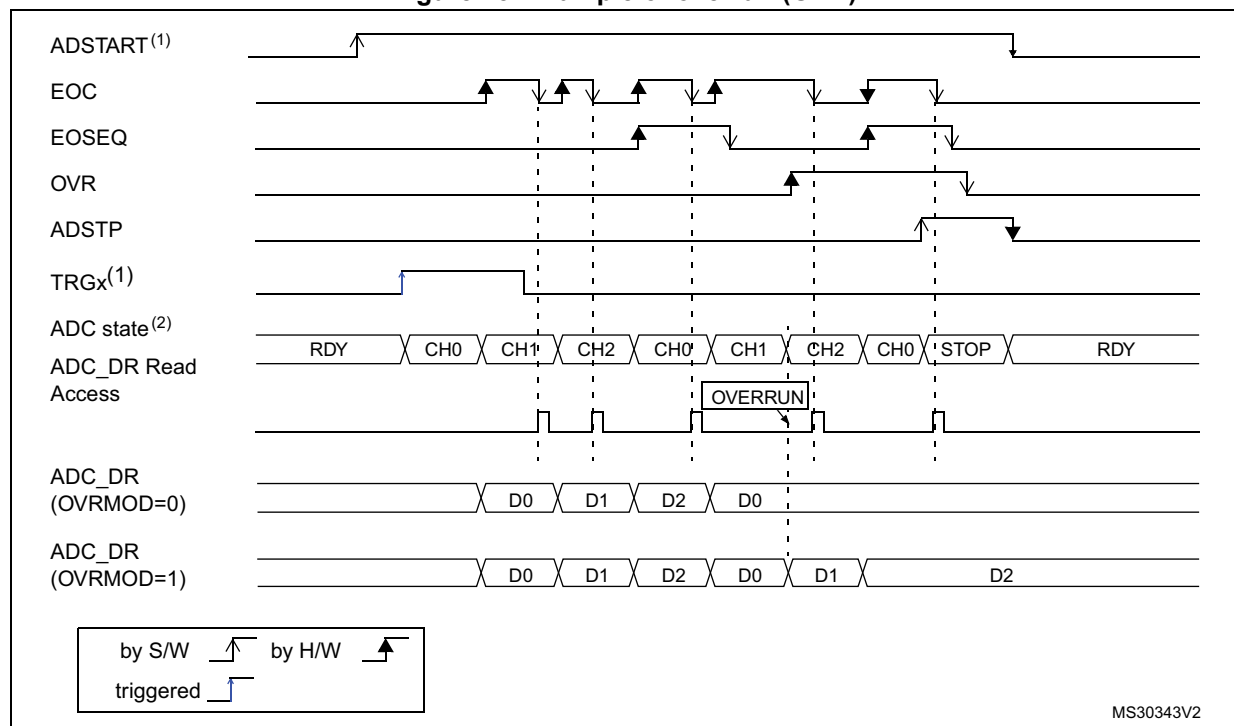 ADSTART(1)
EOC
EOSEQ
OVR
ADSTP
TRGx(1)
ADC state(2)
RDY CH0 CH1 CH2 CH0 CH1 CH2 CH0 STOP RDY
ADC_DR Read
Access
OVERRUN
ADC_DR
(OVRMOD=0)
D0 D1 D2 D0
ADC_DR
(OVRMOD=1)
D0 D1 D2 D0 D1 D2
by S/W by H/W
triggered
MS30343V2